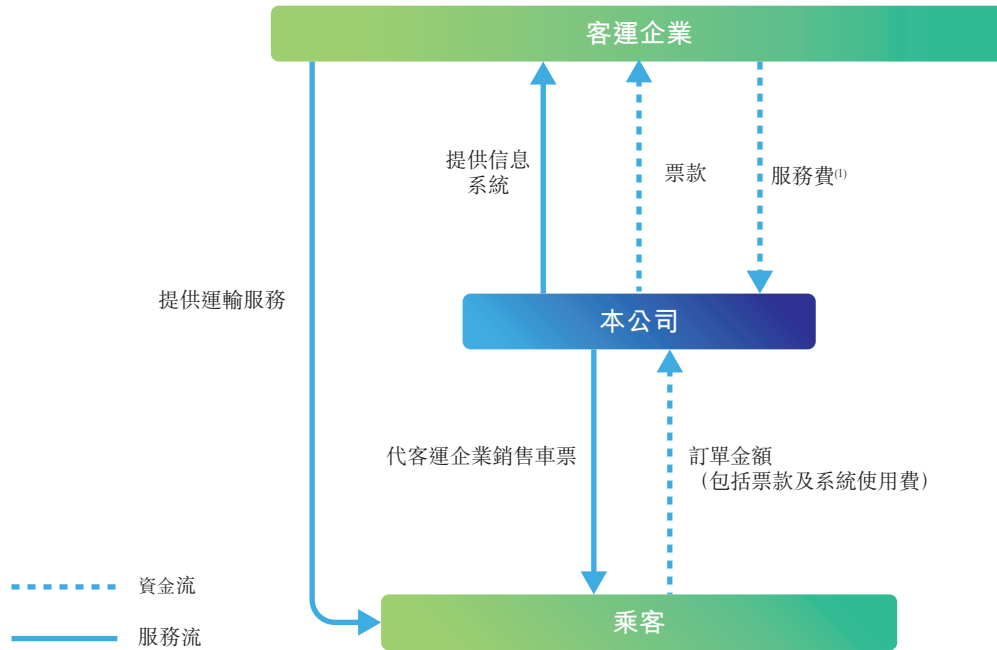 客運企業
提供信息
系統
票款
服務費⁽¹⁾
提供運輸服務
本公司
代客運企業銷售車票
訂單金額
（包括票款及系統使用費）
資金流
乘客
服務流